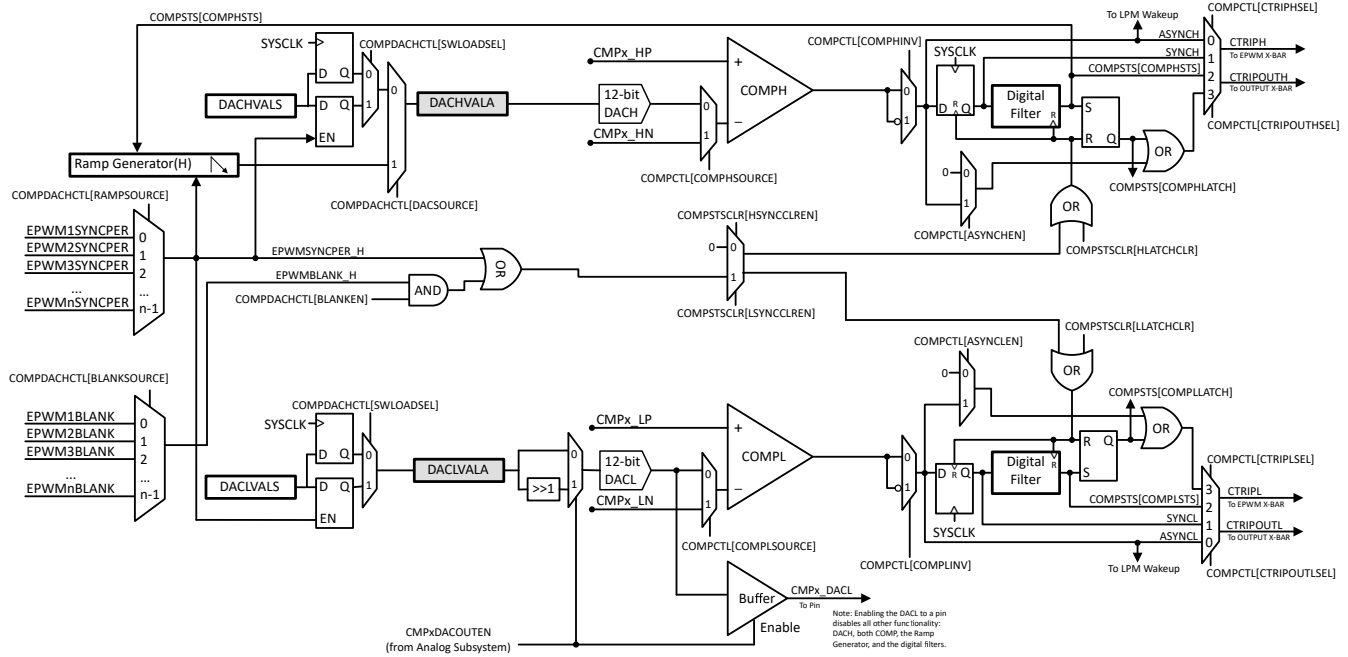 COMPSTS[COMPHSTS]
COMPCTL[CTRIPHSEL]
To LPM Wakeup
SYSCLK
COMPDACHCTL[SWLOADSEL]
D Q
0
1
DACHVALS
D Q
EN
0
1
DACHVALA
COMPDACHCTL[DACSOURCE]
CMPx_HP
12-bit
DACH
CMPx_HN
0
1
COMPCTL[COMPHSOURCE]
+
COMPH
−
COMPCTL[COMPHINV]
0
1
SYSCLK
D R Q
Digital
Filter
R
S
R Q
OR
ASYNCH
SYNCH
COMPSTS[COMPHSTS]
0
1
2
3
CTRIPH
To EPWM X-BAR
CTRIPOUTH
To OUTPUT X-BAR
COMPCTL[CTRIPOUTHSEL]
COMPSTS[COMPHLATCH]
0
0
1
COMPCTL[ASYNCHEN]
OR
COMPSTSCLR[HLATCHCLR]
Ramp Generator(H)
COMPDACHCTL[RAMPSOURCE]
EPWM1SYNCPER
EPWM2SYNCPER
EPWM3SYNCPER
...
EPWMnSYNCPER
0
1
2
...
n-1
EPWMSYNCPER_H
EPWMBLANK_H
COMPDACHCTL[BLANKEN]
AND
OR
COMPSTSCLR[HSYNCCLREN]
0
0
1
COMPSTSCLR[LSYNCCLREN]
COMPSTSCLR[LLATCHCLR]
OR
COMPDACHCTL[BLANKSOURCE]
EPWM1BLANK
EPWM2BLANK
EPWM3BLANK
...
EPWMnBLANK
0
1
2
...
n-1
COMPDACHCTL[SWLOADSEL]
SYSCLK
D Q
0
1
DACLVALS
D Q
EN
DACLVALA
>>1
0
1
12-bit
DACL
CMPx_LP
CMPx_LN
0
1
COMPCTL[COMPLSOURCE]
+
COMPL
−
0
1
COMPCTL[COMPLINV]
COMPCTL[ASYNCLEN]
0
0
1
D R Q
SYSCLK
Digital
Filter
R
R Q
S
COMPSTS[COMPLLATCH]
OR
COMPCTL[CTRIPLSEL]
COMPSTS[COMPLSTS]
SYNCL
ASYNCL
3
2
1
0
CTRIPL
To EPWM X-BAR
CTRIPOUTL
To OUTPUT X-BAR
COMPCTL[CTRIPOUTLSEL]
To LPM Wakeup
Buffer
Enable
CMPx_DACL
To Pin
Note: Enabling the DACL to a pin
disables all other functionality:
DACH, both COMP, the Ramp
Generator, and the digital filters.
CMPxDACOUTEN
(from Analog Subsystem)